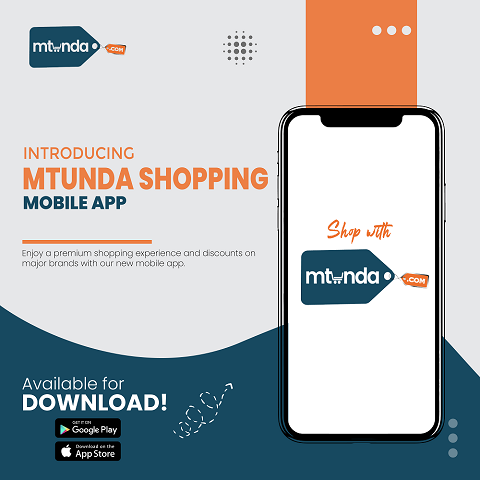 mtunda
.COM
INTRODUCING
MTUNDA SHOPPING
MOBILE APP
Enjoy a premium shopping experience and discounts on
major brands with our new mobile app.
Shop with
mtunda
.COM
Available for
DOWNLOAD!
GET IT ON
Google Play
Download on the
App Store